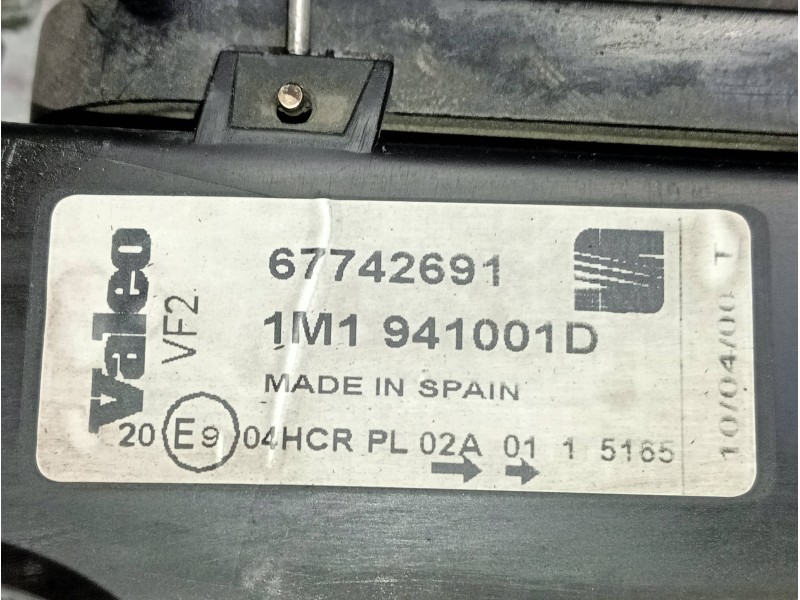 Valeo
VF2
67742691
1M1 941001D
MADE IN SPAIN
20 E9 04HCR PL 02A 01 1 5165
10/04/00 T